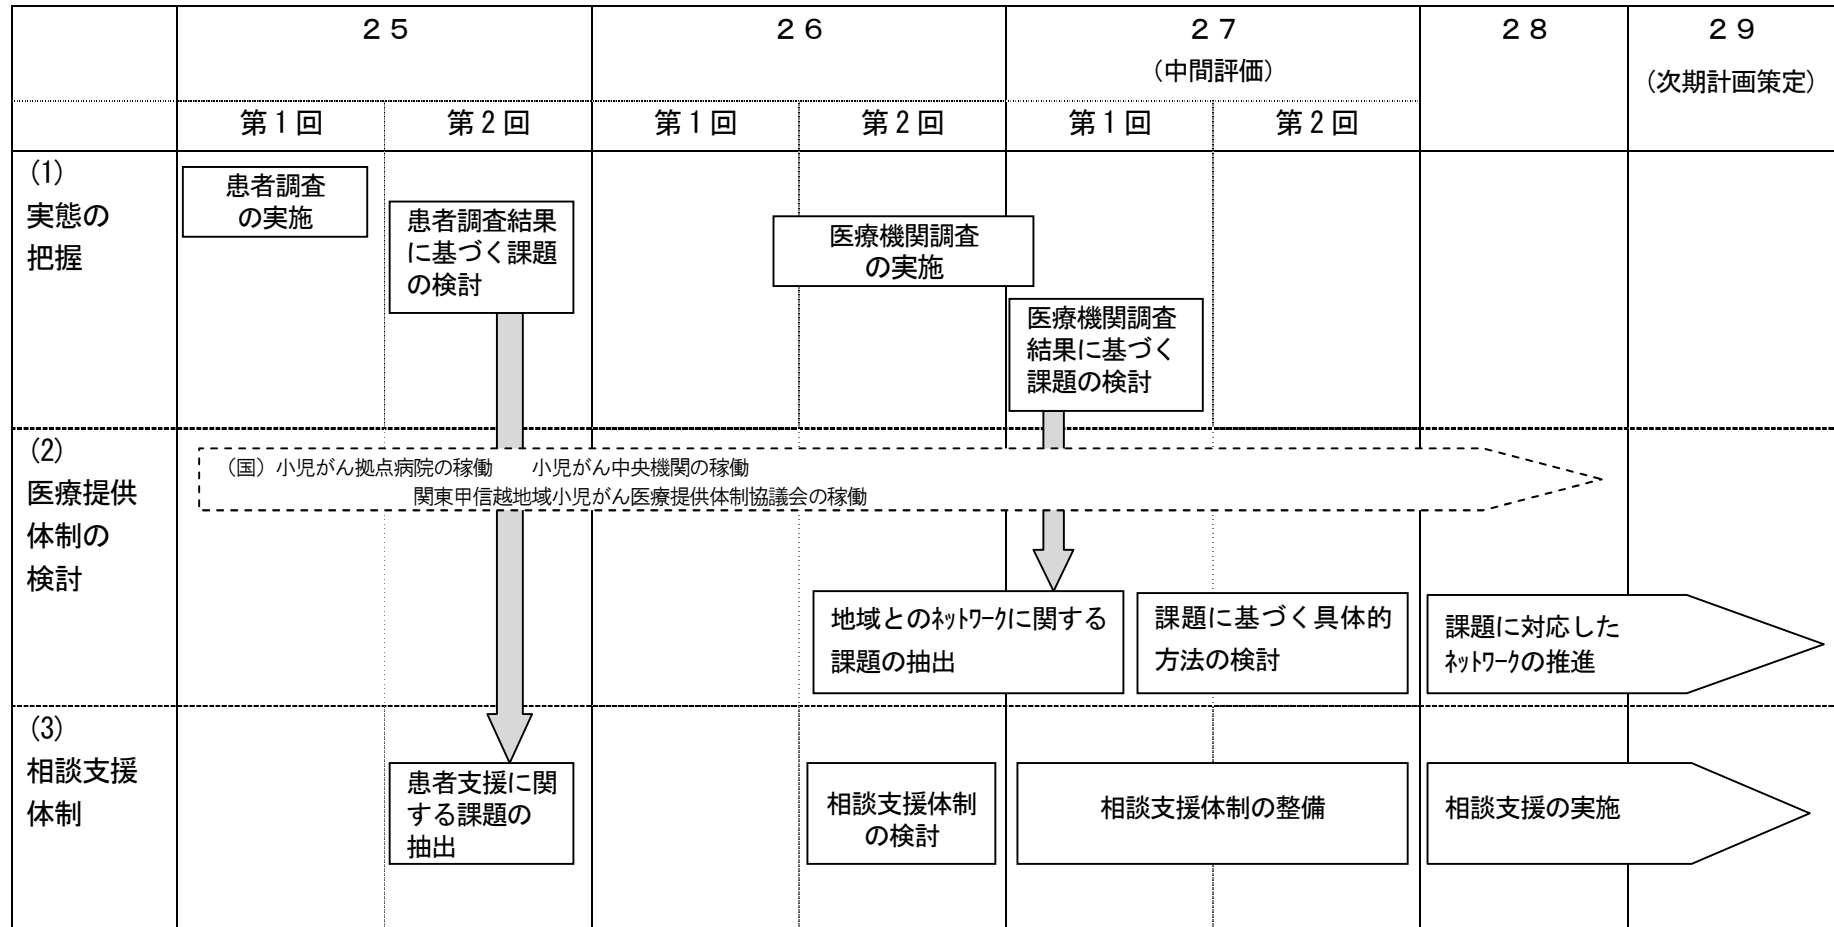 ２５
２６
２７
（中間評価）
２８
２９
（次期計画策定）
第１回
第２回
第１回
第２回
第１回
第２回
(1)
実態の
把握
患者調査
の実施
患者調査結果
に基づく課題
の検討
医療機関調査
の実施
医療機関調査
結果に基づく
課題の検討
(2)
医療提供
体制の
検討
（国）小児がん拠点病院の稼働　　小児がん中央機関の稼働
関東甲信越地域小児がん医療提供体制協議会の稼働
地域とのﾈｯﾄﾜｰｸに関する
課題の抽出
課題に基づく具体的
方法の検討
課題に対応した
ﾈｯﾄﾜｰｸの推進
(3)
相談支援
体制
患者支援に関
する課題の
抽出
相談支援体制
の検討
相談支援体制の整備
相談支援の実施